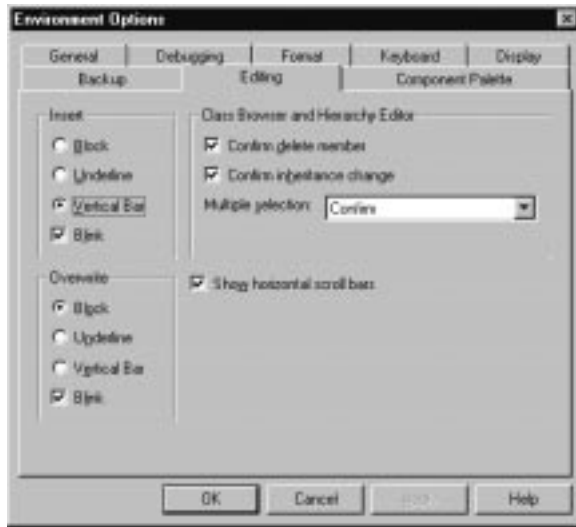 Environment Options
General Debugging Format Keyboard Display
Backup Editing Component Palette
Insert
Block
Underline
Vertical Bar
Blink
Class Browser and Hierarchy Editor
Confirm delete member
Confirm inheritance change
Multiple selection: Confirm
Overwrite
Block
Underline
Vertical Bar
Blink
Show horizontal scroll bars
OK Cancel Help